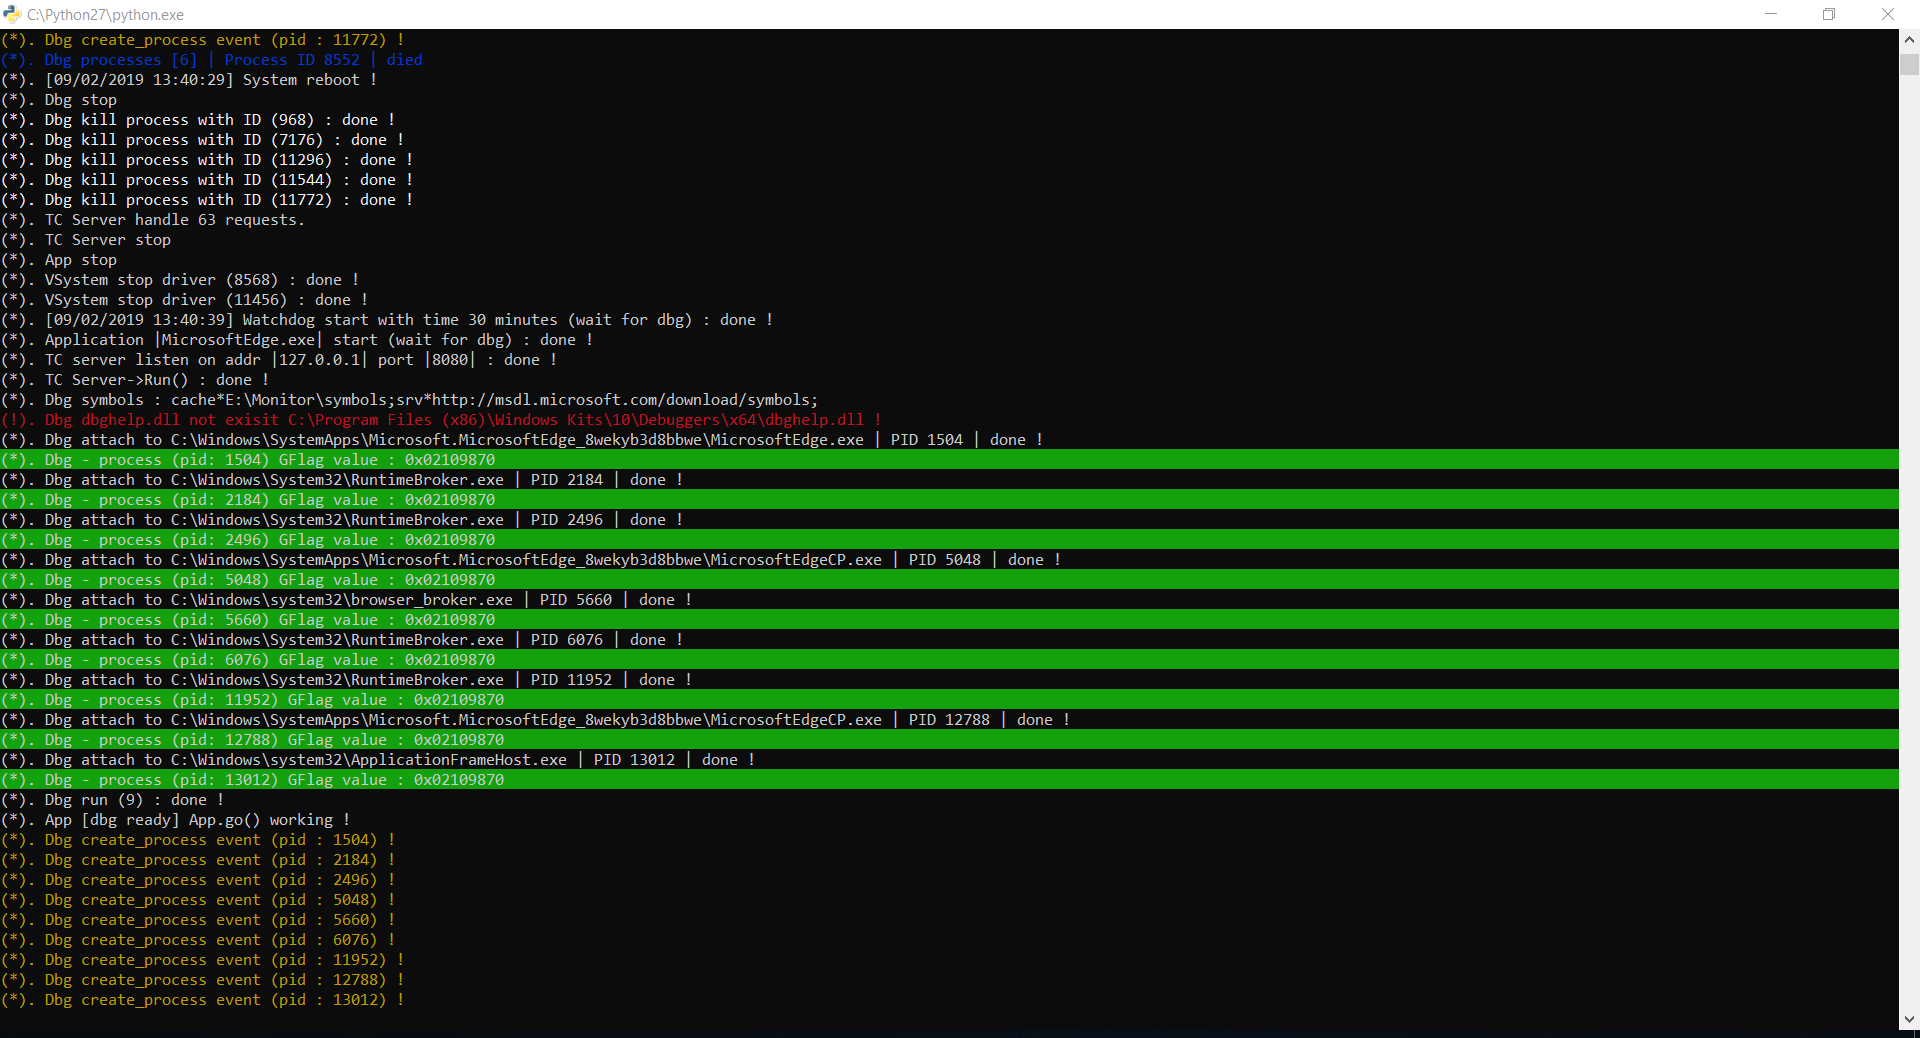 C:\Python27\python.exe
(*). Dbg create_process event (pid : 11772) !
(*). Dbg processes [6] | Process ID 8552 | died
(*). [09/02/2019 13:40:29] System reboot !
(*). Dbg stop
(*). Dbg kill process with ID (968) : done !
(*). Dbg kill process with ID (7176) : done !
(*). Dbg kill process with ID (11296) : done !
(*). Dbg kill process with ID (11544) : done !
(*). Dbg kill process with ID (11772) : done !
(*). TC Server handle 63 requests.
(*). TC Server stop
(*). App stop
(*). VSystem stop driver (8568) : done !
(*). VSystem stop driver (11456) : done !
(*). [09/02/2019 13:40:39] Watchdog start with time 30 minutes (wait for dbg) : done !
(*). Application |MicrosoftEdge.exe| start (wait for dbg) : done !
(*). TC server listen on addr |127.0.0.1| port |8080| : done !
(*). TC Server->Run() : done !
(*). Dbg symbols : cache*E:\Monitor\symbols;srv*http://msdl.microsoft.com/download/symbols;
(!). Dbg dbghelp.dll not exisit C:\Program Files (x86)\Windows Kits\10\Debuggers\x64\dbghelp.dll !
(*). Dbg attach to C:\Windows\SystemApps\Microsoft.MicrosoftEdge_8wekyb3d8bbwe\MicrosoftEdge.exe | PID 1504 | done !
(*). Dbg - process (pid: 1504) GFlag value : 0x02109870
(*). Dbg attach to C:\Windows\System32\RuntimeBroker.exe | PID 2184 | done !
(*). Dbg - process (pid: 2184) GFlag value : 0x02109870
(*). Dbg attach to C:\Windows\System32\RuntimeBroker.exe | PID 2496 | done !
(*). Dbg - process (pid: 2496) GFlag value : 0x02109870
(*). Dbg attach to C:\Windows\SystemApps\Microsoft.MicrosoftEdge_8wekyb3d8bbwe\MicrosoftEdgeCP.exe | PID 5048 | done !
(*). Dbg - process (pid: 5048) GFlag value : 0x02109870
(*). Dbg attach to C:\Windows\system32\browser_broker.exe | PID 5660 | done !
(*). Dbg - process (pid: 5660) GFlag value : 0x02109870
(*). Dbg attach to C:\Windows\System32\RuntimeBroker.exe | PID 6076 | done !
(*). Dbg - process (pid: 6076) GFlag value : 0x02109870
(*). Dbg attach to C:\Windows\System32\RuntimeBroker.exe | PID 11952 | done !
(*). Dbg - process (pid: 11952) GFlag value : 0x02109870
(*). Dbg attach to C:\Windows\SystemApps\Microsoft.MicrosoftEdge_8wekyb3d8bbwe\MicrosoftEdgeCP.exe | PID 12788 | done !
(*). Dbg - process (pid: 12788) GFlag value : 0x02109870
(*). Dbg attach to C:\Windows\system32\ApplicationFrameHost.exe | PID 13012 | done !
(*). Dbg - process (pid: 13012) GFlag value : 0x02109870
(*). Dbg run (9) : done !
(*). App [dbg ready] App.go() working !
(*). Dbg create_process event (pid : 1504) !
(*). Dbg create_process event (pid : 2184) !
(*). Dbg create_process event (pid : 2496) !
(*). Dbg create_process event (pid : 5048) !
(*). Dbg create_process event (pid : 5660) !
(*). Dbg create_process event (pid : 6076) !
(*). Dbg create_process event (pid : 11952) !
(*). Dbg create_process event (pid : 12788) !
(*). Dbg create_process event (pid : 13012) !